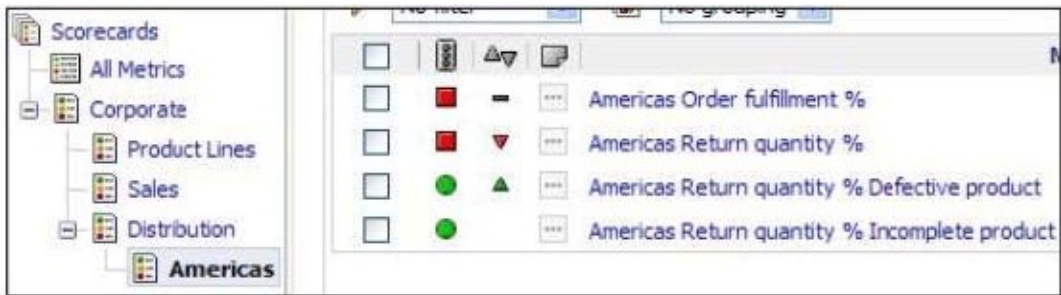 No filter
No grouping
Scorecards
All Metrics
Corporate
Product Lines
Sales
Distribution
Americas
Americas Order fulfillment %
Americas Return quantity %
Americas Return quantity % Defective product
Americas Return quantity % Incomplete product